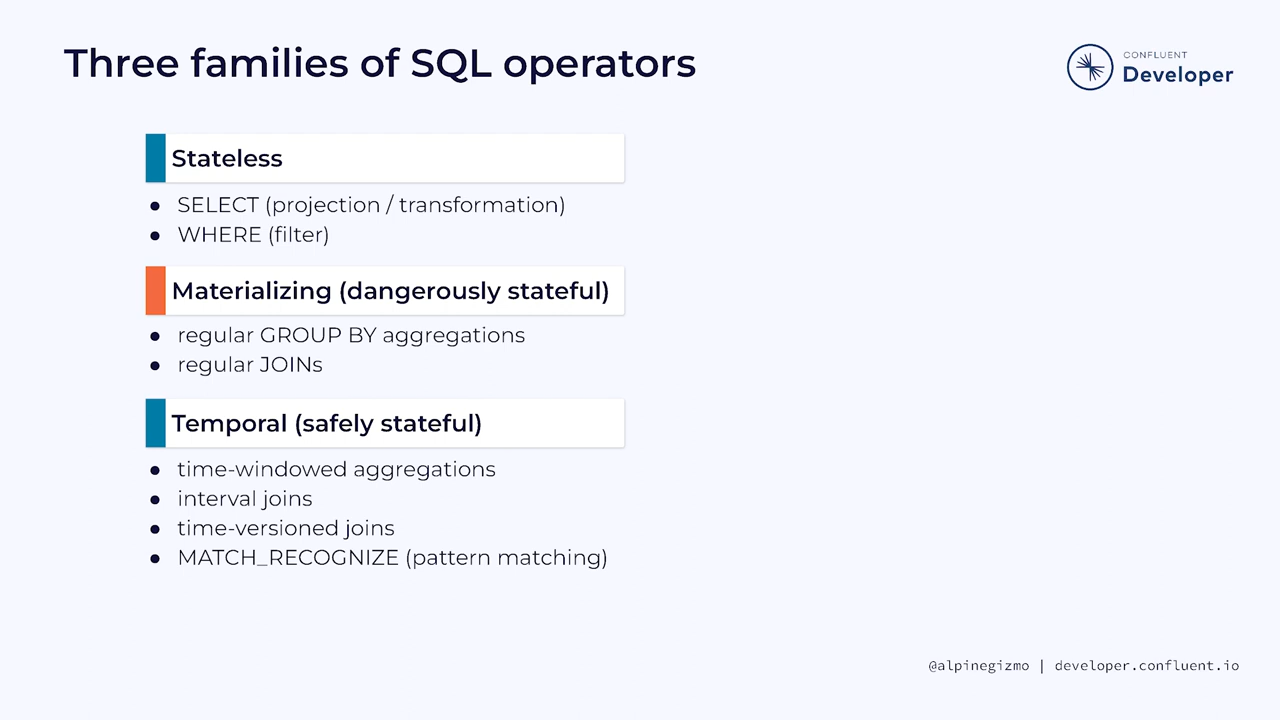 Three families of SQL operators
CONFLUENT
Developer
Stateless
● SELECT (projection / transformation)
● WHERE (filter)
Materializing (dangerously stateful)
● regular GROUP BY aggregations
● regular JOINs
Temporal (safely stateful)
● time-windowed aggregations
● interval joins
● time-versioned joins
● MATCH_RECOGNIZE (pattern matching)
@alpinegizmo | developer.confluent.io